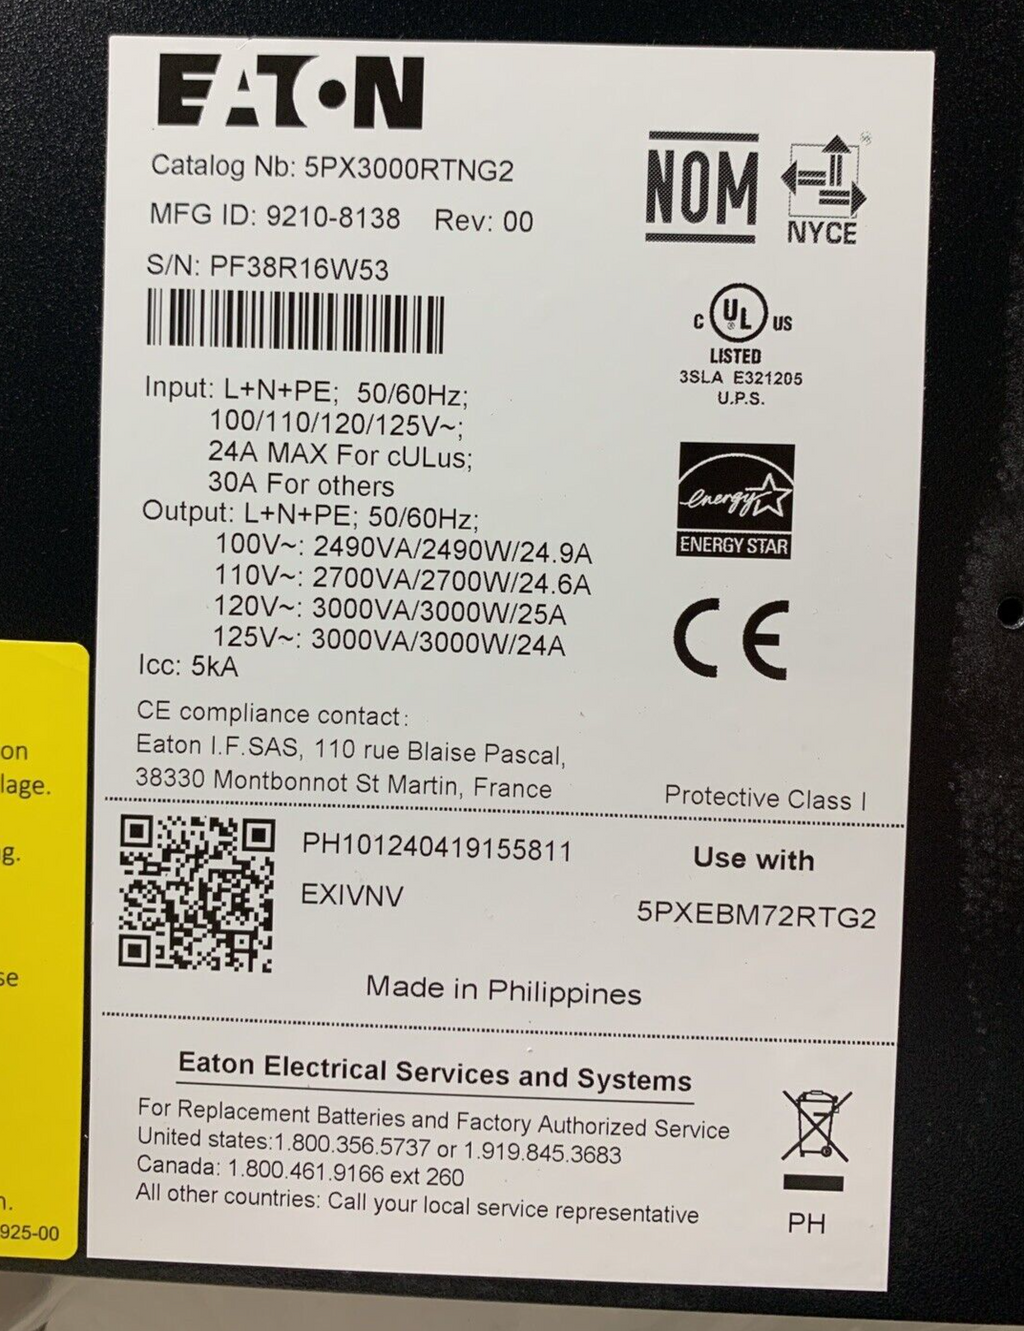 EATON
Catalog Nb: 5PX3000RTNG2
MFG ID: 9210-8138 Rev: 00
S/N: PF38R16W53
NOM
NYCE
C UL US
LISTED
3SLA E321205
U.P.S.
Input: L+N+PE; 50/60Hz;
100/110/120/125V~;
24A MAX For cULus;
30A For others
Output: L+N+PE; 50/60Hz;
100V~: 2490VA/2490W/24.9A
110V~: 2700VA/2700W/24.6A
120V~: 3000VA/3000W/25A
125V~: 3000VA/3000W/24A
Icc: 5kA
energy
ENERGY STAR
CE
CE compliance contact:
Eaton I.F.SAS, 110 rue Blaise Pascal,
38330 Montbonnot St Martin, France
Protective Class I
PH101240419155811
EXIVNV
Use with
5PXEBM72RTG2
Made in Philippines
Eaton Electrical Services and Systems
For Replacement Batteries and Factory Authorized Service
United states:1.800.356.5737 or 1.919.845.3683
Canada: 1.800.461.9166 ext 260
All other countries: Call your local service representative
PH
on
lage.
g.
se
n.
925-00